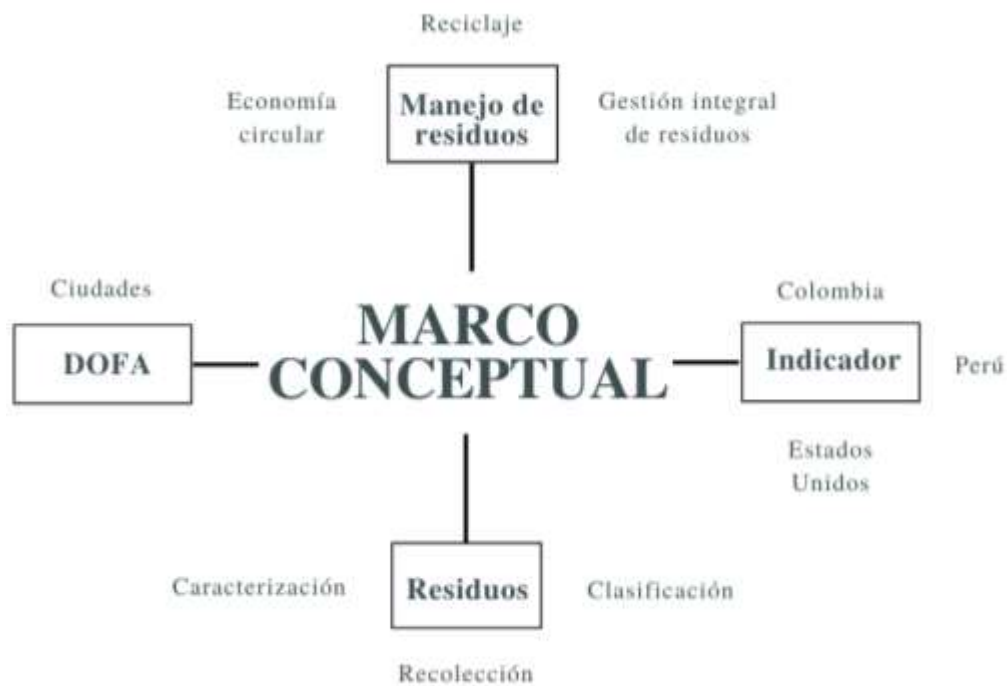 Reciclaje
Economía
circular
Manejo de
residuos
Gestión integral
de residuos
Ciudades
DOFA
MARCO
CONCEPTUAL
Colombia
Indicador
Perú
Estados
Unidos
Caracterización
Residuos
Clasificación
Recolección